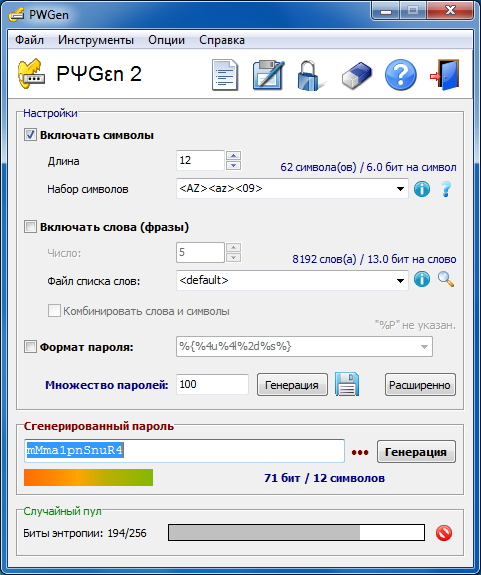 PWGen
Файл Инструменты Опции Справка
PΨGεn 2
Настройки
Включать символы
Длина 12 62 символа(ов) / 6.0 бит на символ
Набор символов <AZ><az><09>
Включать слова (фразы)
Число: 5 8192 слов(а) / 13.0 бит на слово
Файл списка слов: <default>
Комбинировать слова и символы
"%P" не указан.
Формат пароля: %{%4u%4l%2d%s%}
Множество паролей: 100 Генерация Расширенно
Сгенерированный пароль
mMma1pnSnuR4 Генерация
71 бит / 12 символов
Случайный пул
Биты энтропии: 194/256